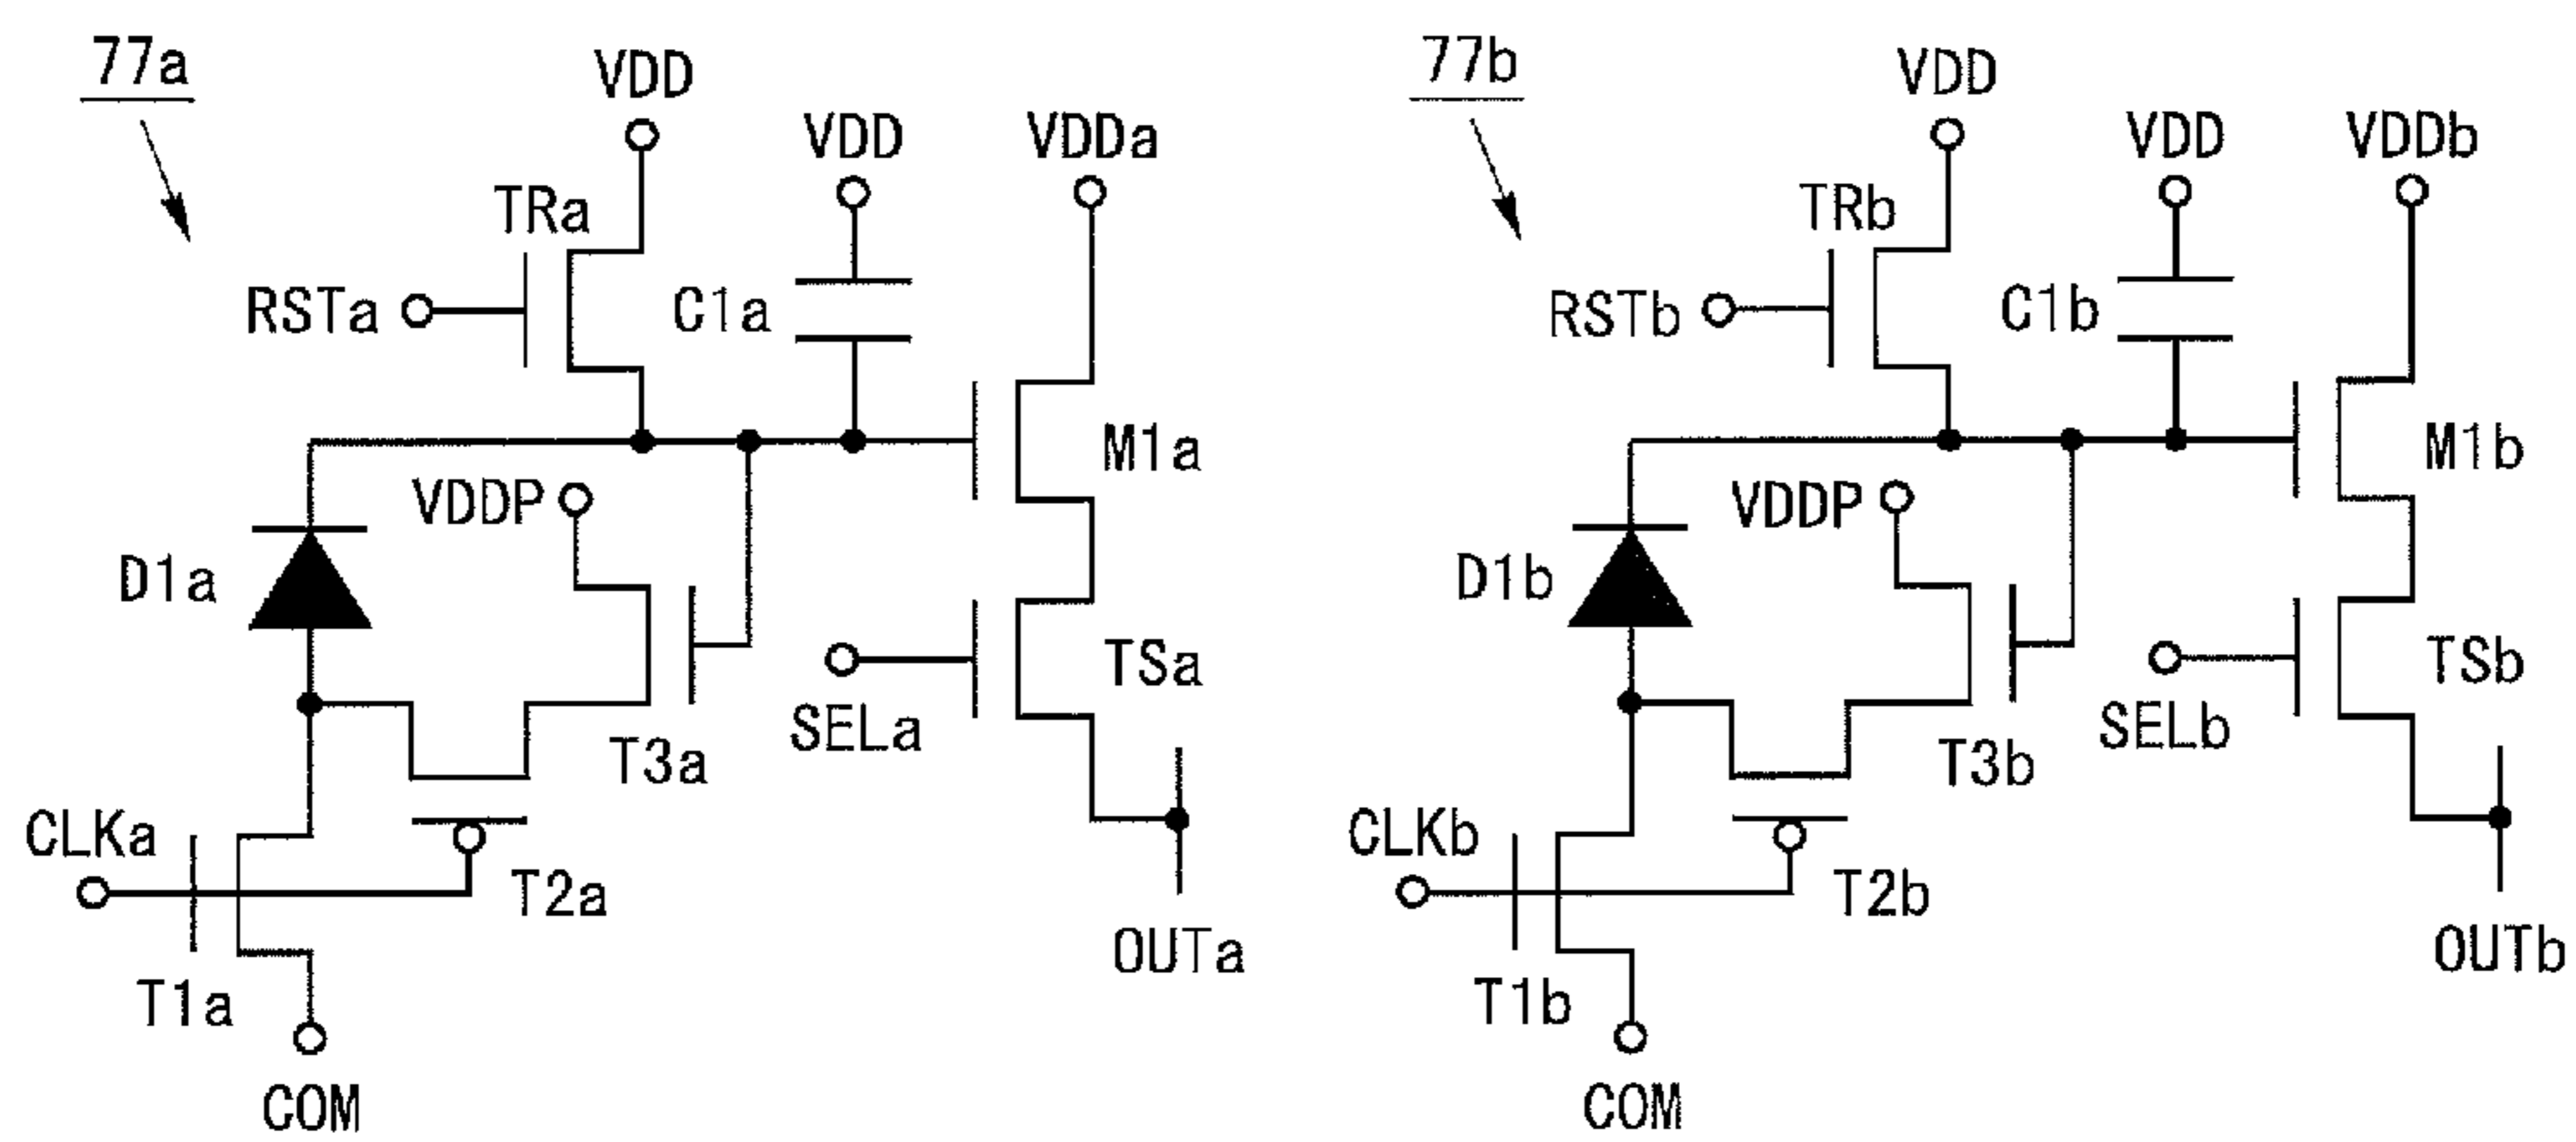 77a
VDD
VDD
VDDa
TRa
RSTa
C1a
M1a
VDDP
D1a
TSa
SELa
T3a
CLKa
T2a
OUTa
T1a
COM
77b
VDD
VDD
VDDb
TRb
RSTb
C1b
M1b
VDDP
D1b
TSb
SELb
T3b
CLKb
T2b
OUTb
T1b
COM